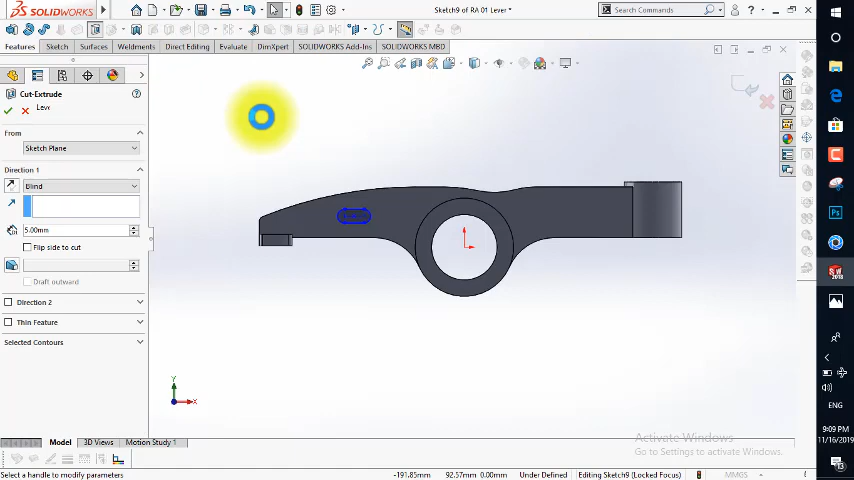 SOLIDWORKS
Sketch9 of RA 01 Lever *
Search Commands
Features Sketch Surfaces Weldments Direct Editing Evaluate DimXpert SOLIDWORKS Add-Ins SOLIDWORKS MBD
Cut-Extrude
From
Sketch Plane
Direction 1
Blind
5.00mm
Flip side to cut
Draft outward
Direction 2
Thin Feature
Selected Contours
Y
X
Model 3D Views Motion Study 1
Activate Windows
Go to Settings to activate Windows.
Select a handle to modify parameters
-191.85mm 92.57mm 0.00mm Under Defined Editing Sketch9 (Locked Focus) MMGS
Ps
SW
2018
ENG
9:09 PM
11/16/2019
13